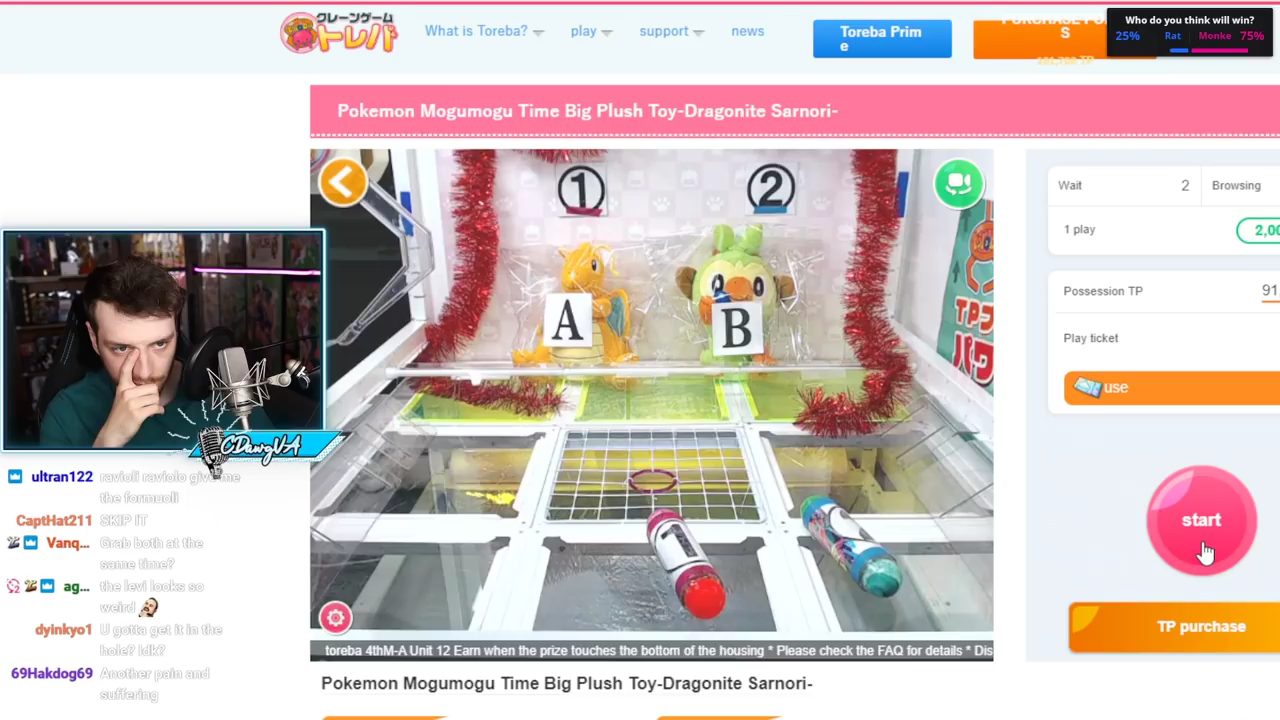 クレーンゲーム
トレバ
What is Toreba?
play
support
news
Toreba Prim
e
S
Who do you think will win?
25% Rat Monke 75%
Pokemon Mogumogu Time Big Plush Toy-Dragonite Sarnori-
1
2
A
B
TP
Wait 2 Browsing
1 play 2,00
Possession TP 91
Play ticket
use
start
TP purchase
toreba 4thM-A Unit 12 Earn when the prize touches the bottom of the housing * Please check the FAQ for details * Dis
Pokemon Mogumogu Time Big Plush Toy-Dragonite Sarnori-
CDawgVA
ultran122 ravioli raviolo give me
the formuoli
CaptHat211 SKIP IT
Vanq... Grab both at the
same time?
ag... the levi looks so
weird
dyinkyo1 U gotta get it in the
hole? Idk?
69Hakdog69 Another pain and
suffering